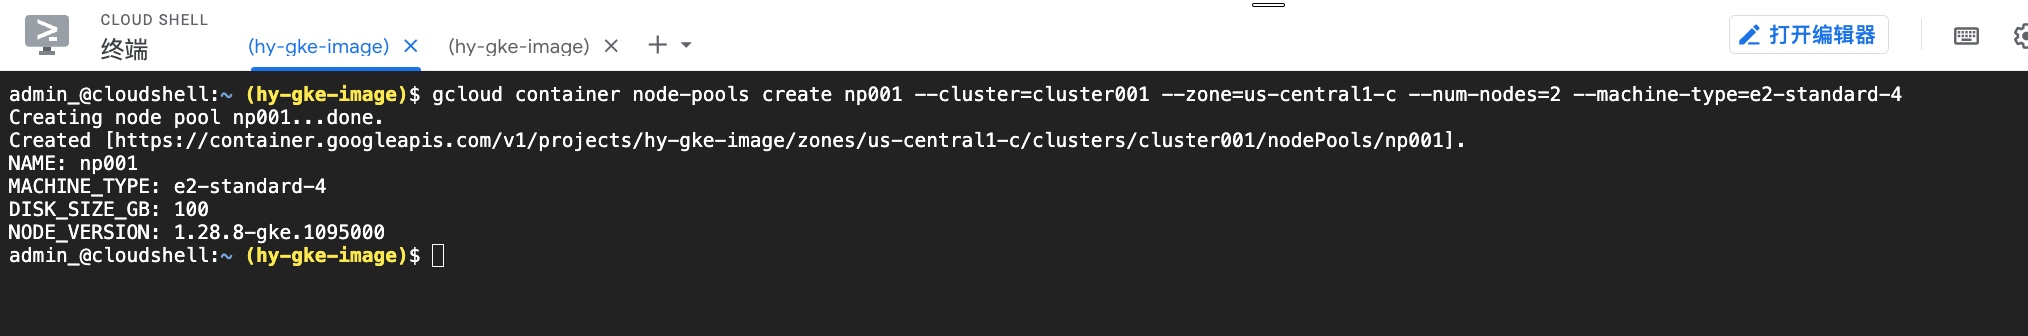 CLOUD SHELL
终端
(hy-gke-image) (hy-gke-image)
打开编辑器
admin_@cloudshell:~ (hy-gke-image)$ gcloud container node-pools create np001 --cluster=cluster001 --zone=us-central1-c --num-nodes=2 --machine-type=e2-standard-4
Creating node pool np001...done.
Created [https://container.googleapis.com/v1/projects/hy-gke-image/zones/us-central1-c/clusters/cluster001/nodePools/np001].
NAME: np001
MACHINE_TYPE: e2-standard-4
DISK_SIZE_GB: 100
NODE_VERSION: 1.28.8-gke.1095000
admin_@cloudshell:~ (hy-gke-image)$